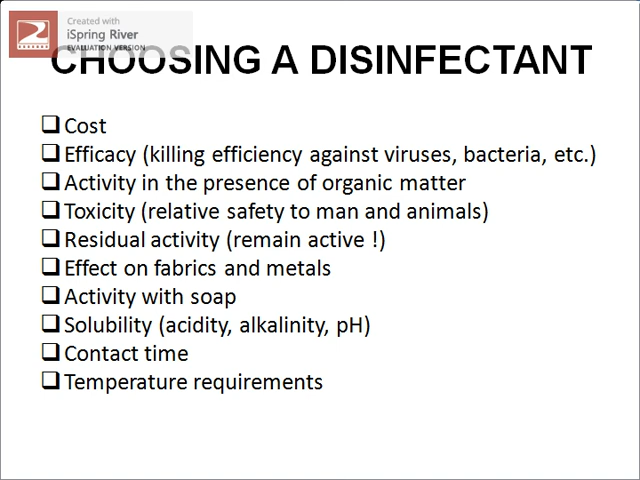 Created with
iSpring River
EVALUATION VERSION
CHOOSING A DISINFECTANT
❑Cost
❑Efficacy (killing efficiency against viruses, bacteria, etc.)
❑Activity in the presence of organic matter
❑Toxicity (relative safety to man and animals)
❑Residual activity (remain active !)
❑Effect on fabrics and metals
❑Activity with soap
❑Solubility (acidity, alkalinity, pH)
❑Contact time
❑Temperature requirements